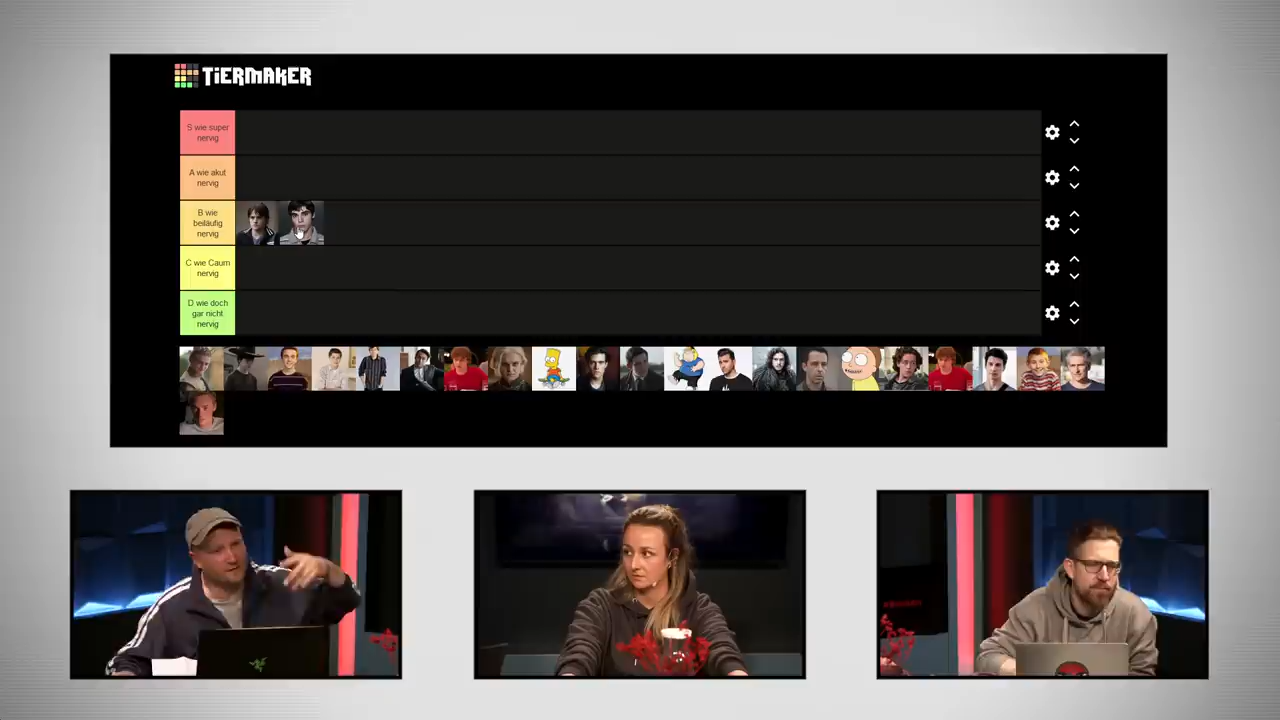 TiERMAKER
S wie super
nervig
A wie akut
nervig
B wie
beiläufig
nervig
C wie Caum
nervig
D wie doch
gar nicht
nervig